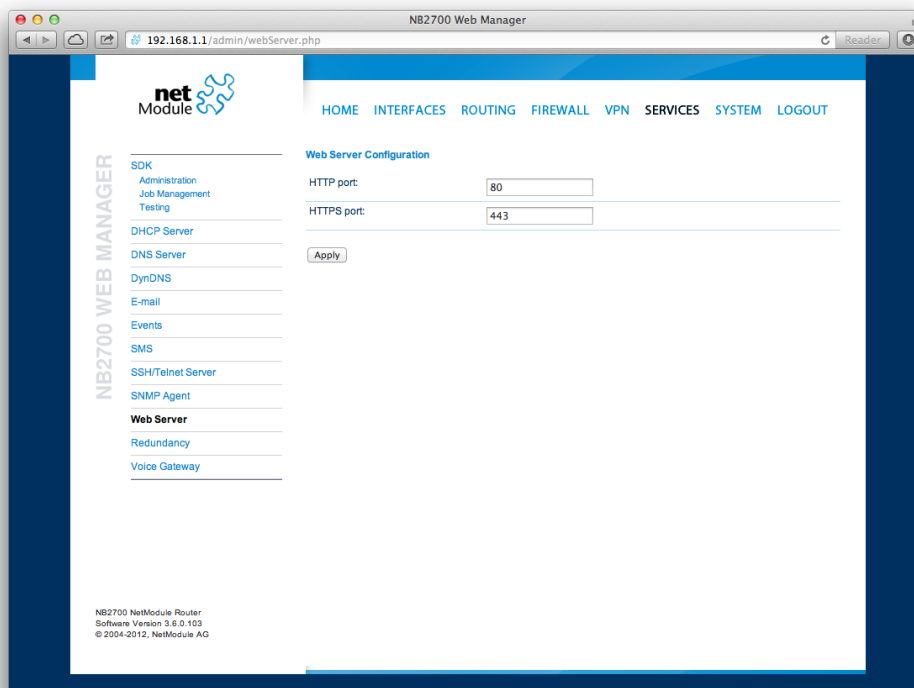 NB2700 Web Manager
192.168.1.1/admin/webServer.php
Reader
net
Module
HOME INTERFACES ROUTING FIREWALL VPN SERVICES SYSTEM LOGOUT
NB2700 WEB MANAGER
SDK
Administration
Job Management
Testing
DHCP Server
DNS Server
DynDNS
E-mail
Events
SMS
SSH/Telnet Server
SNMP Agent
Web Server
Redundancy
Voice Gateway
Web Server Configuration
HTTP port: 80
HTTPS port: 443
Apply
NB2700 NetModule Router
Software Version 3.6.0.103
© 2004-2012, NetModule AG